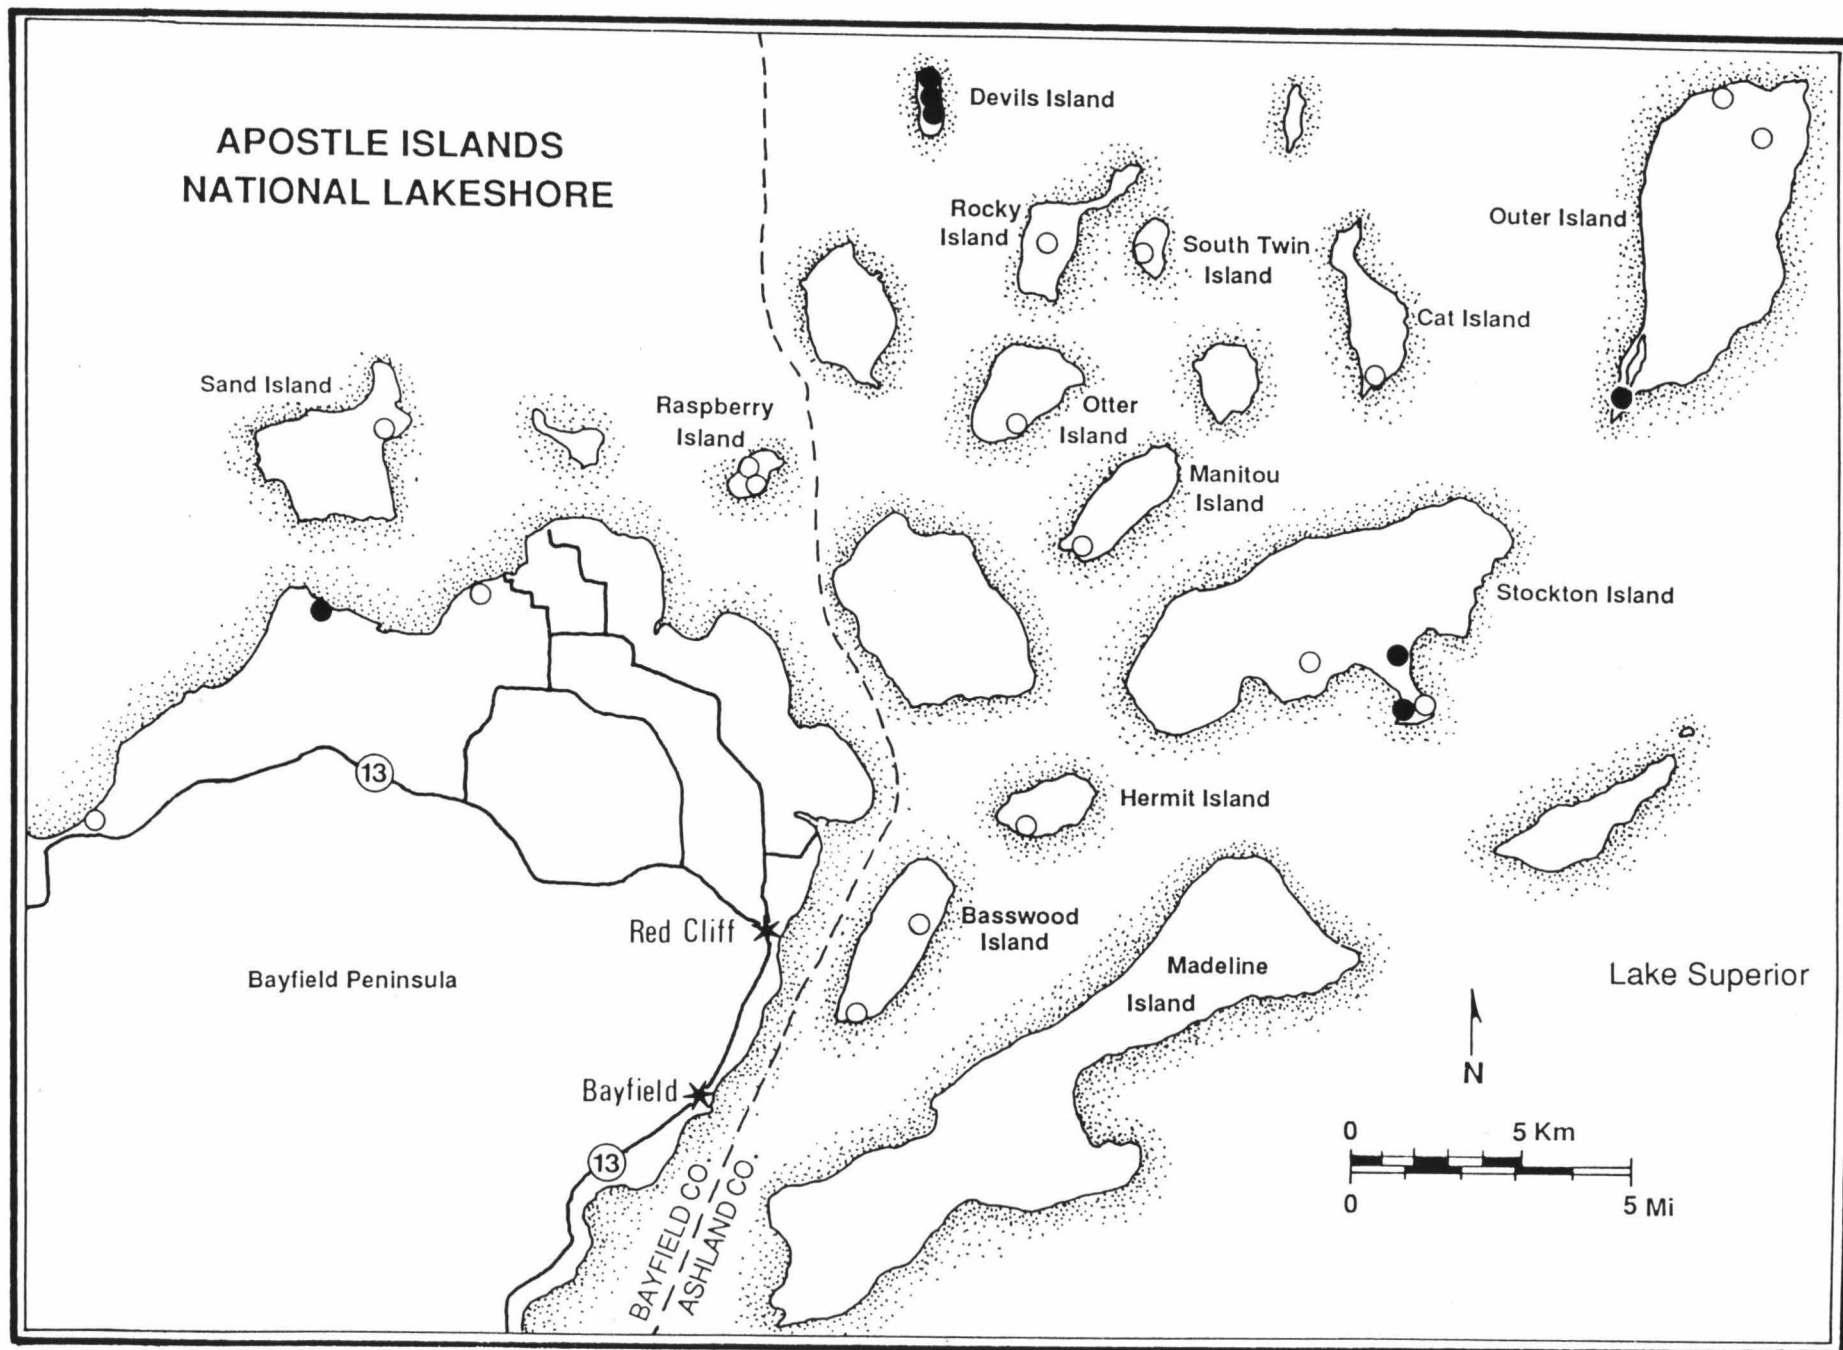 APOSTLE ISLANDS
NATIONAL LAKESHORE
Devils Island
Rocky
Island
South Twin
Island
Outer Island
Cat Island
Sand Island
Raspberry
Island
Otter
Island
Manitou
Island
Stockton Island
13
Hermit Island
Red Cliff
Basswood
Island
Madeline
Island
Bayfield Peninsula
Lake Superior
N
Bayfield
13
BAYFIELD CO.
ASHLAND CO.
0 5 Km
0 5 Mi